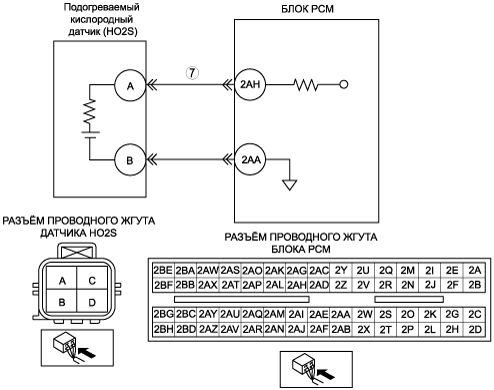 Подогреваемый
кислородный
датчик (HO2S)
БЛОК PCM
A
7
2AH
B
2AA
РАЗЪЁМ ПРОВОДНОГО ЖГУТА
ДАТЧИКА HO2S
A C
B D
РАЗЪЁМ ПРОВОДНОГО ЖГУТА
БЛОКА PCM
2BE 2BA 2AW 2AS 2AO 2AK 2AG 2AC 2Y 2U 2Q 2M 2I 2E 2A
2BF 2BB 2AX 2AT 2AP 2AL 2AH 2AD 2Z 2V 2R 2N 2J 2F 2B
2BG 2BC 2AY 2AU 2AQ 2AM 2AI 2AE 2AA 2W 2S 2O 2K 2G 2C
2BH 2BD 2AZ 2AV 2AR 2AN 2AJ 2AF 2AB 2X 2T 2P 2L 2H 2D